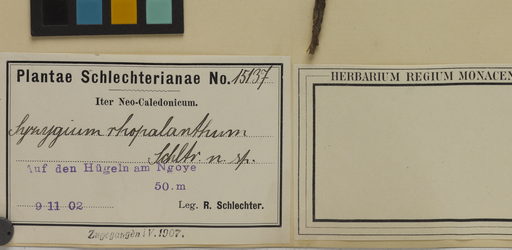 Plantae Schlechterianae No. 15137
Iter Neo-Caledonicum.
Syzygium rhopalanthum
Schltr. n. sp.
Auf den Hügeln am Ngoye
50. m
9 11 02
Leg. R. Schlechter.
Zugegangen IV. 1907.
HERBARIUM REGIUM MONACEN